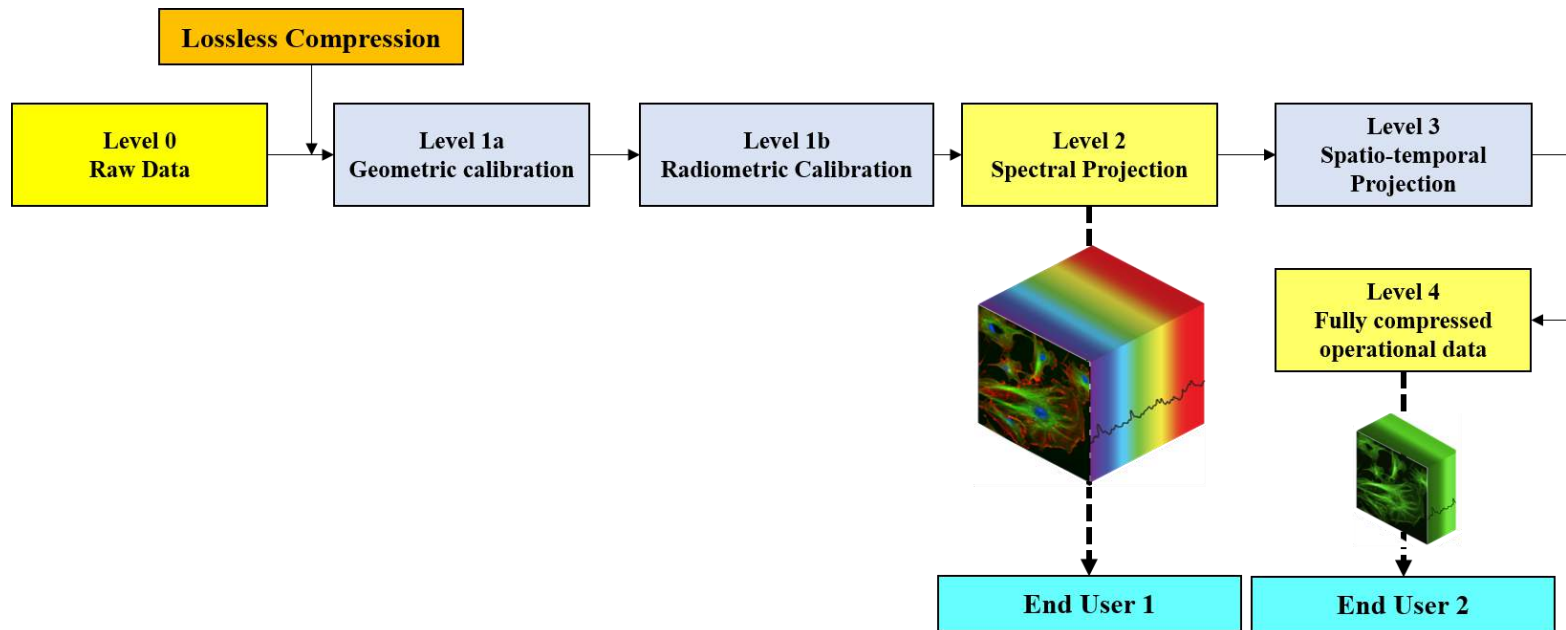 Lossless Compression
Level 0
Raw Data
Level 1a
Geometric calibration
Level 1b
Radiometric Calibration
Level 2
Spectral Projection
Level 3
Spatio-temporal
Projection
Level 4
Fully compressed
operational data
End User 1
End User 2